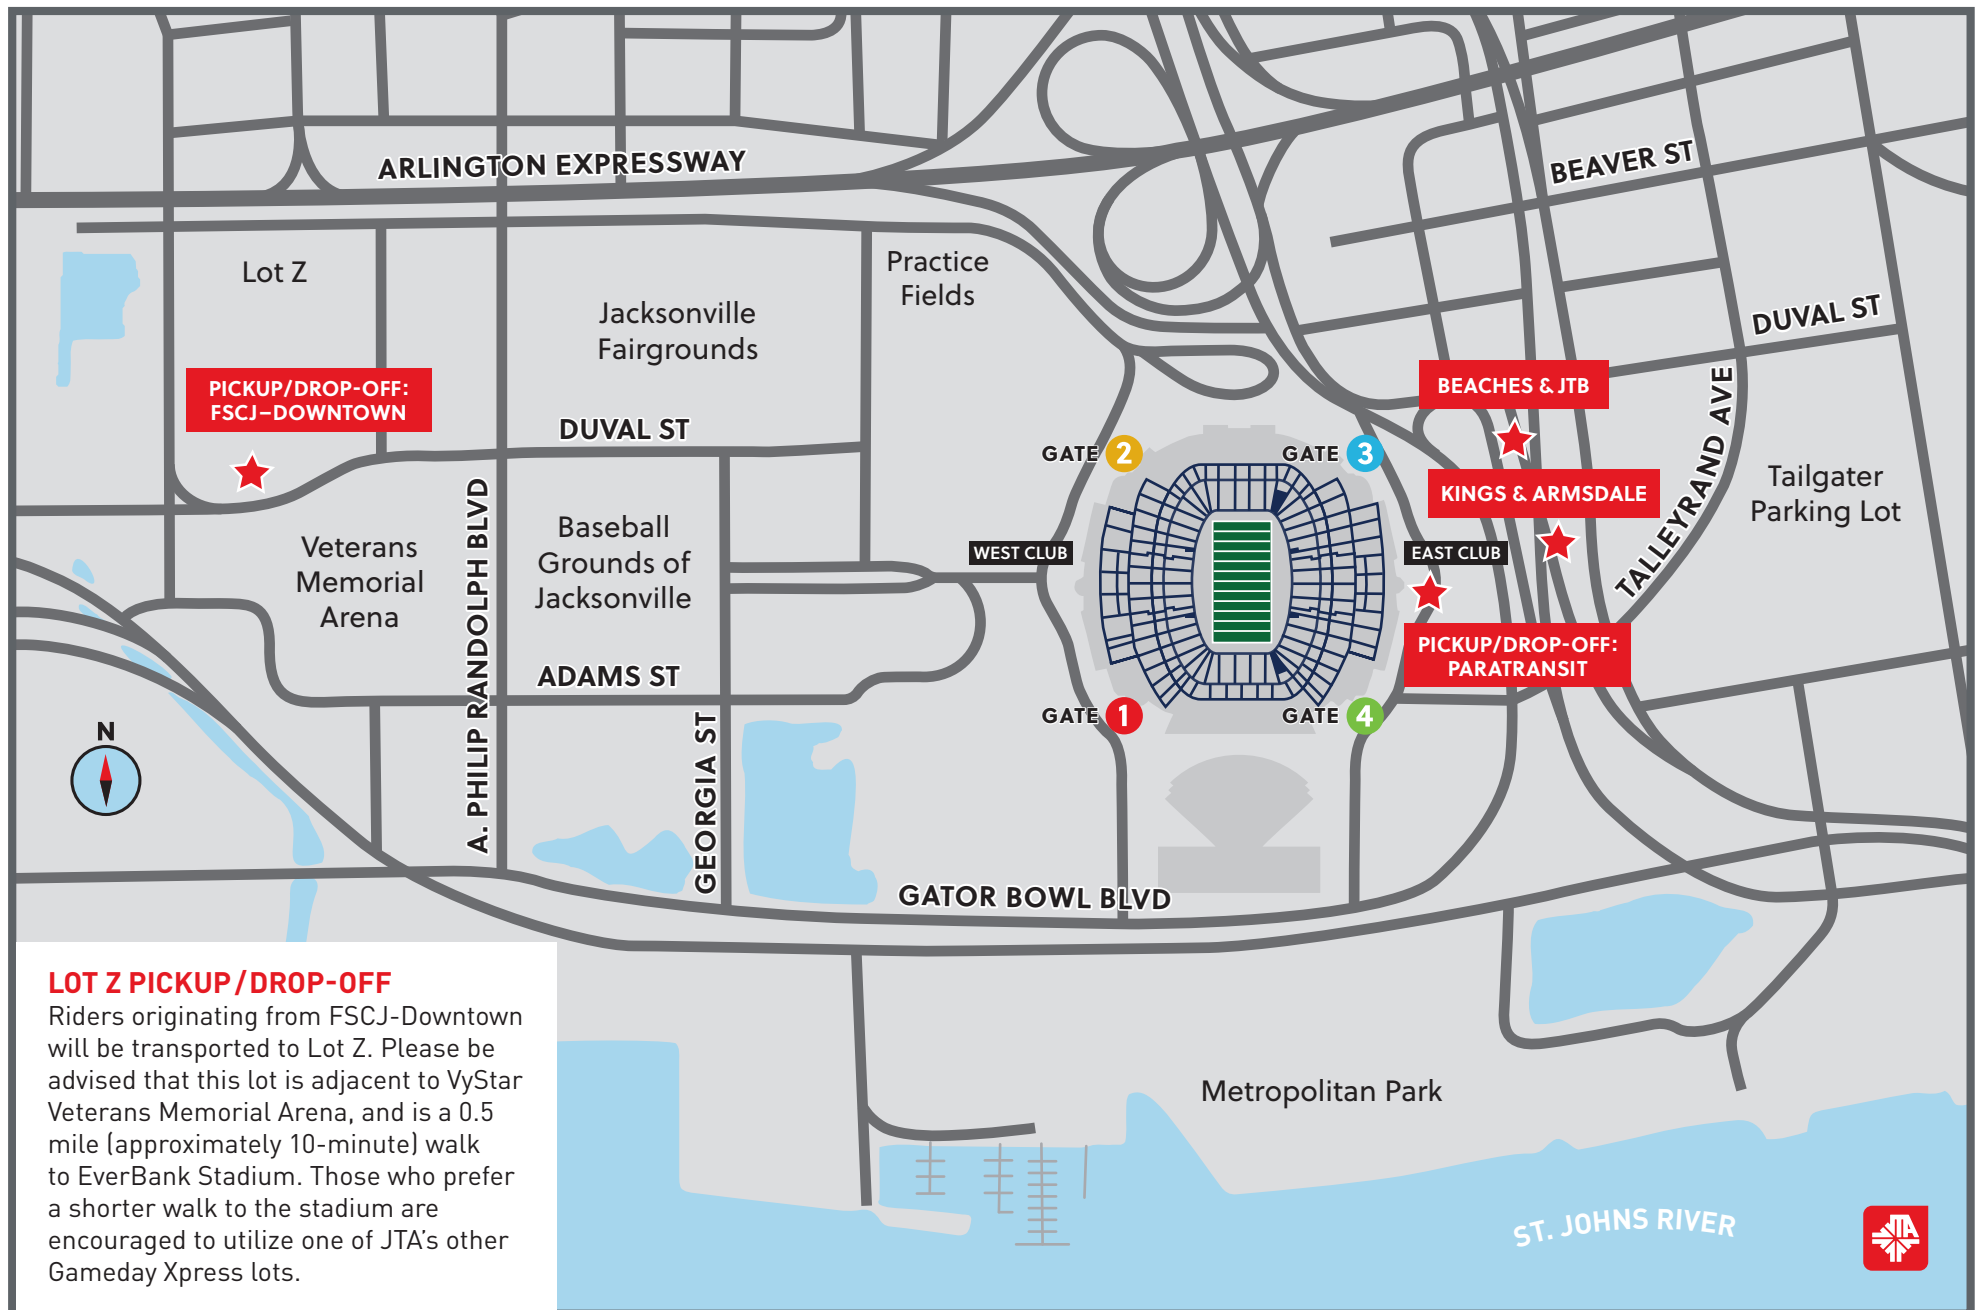 ARLINGTON EXPRESSWAY
BEAVER ST
Lot Z
Practice
Fields
Jacksonville
Fairgrounds
DUVAL ST
PICKUP/DROP-OFF:
FSCJ–DOWNTOWN
BEACHES & JTB
TALLEYRAND AVE
DUVAL ST
GATE 2
GATE 3
KINGS & ARMSDALE
Tailgater
Parking Lot
Veterans
Memorial
Arena
A. PHILIP RANDOLPH BLVD
Baseball
Grounds of
Jacksonville
WEST CLUB
EAST CLUB
PICKUP/DROP-OFF:
PARATRANSIT
ADAMS ST
GATE 1
GATE 4
N
GEORGIA ST
GATOR BOWL BLVD
LOT Z PICKUP/DROP-OFF
Riders originating from FSCJ-Downtown
will be transported to Lot Z. Please be
advised that this lot is adjacent to VyStar
Veterans Memorial Arena, and is a 0.5
mile (approximately 10-minute) walk
to EverBank Stadium. Those who prefer
a shorter walk to the stadium are
encouraged to utilize one of JTA's other
Gameday Xpress lots.
Metropolitan Park
ST. JOHNS RIVER
JTA